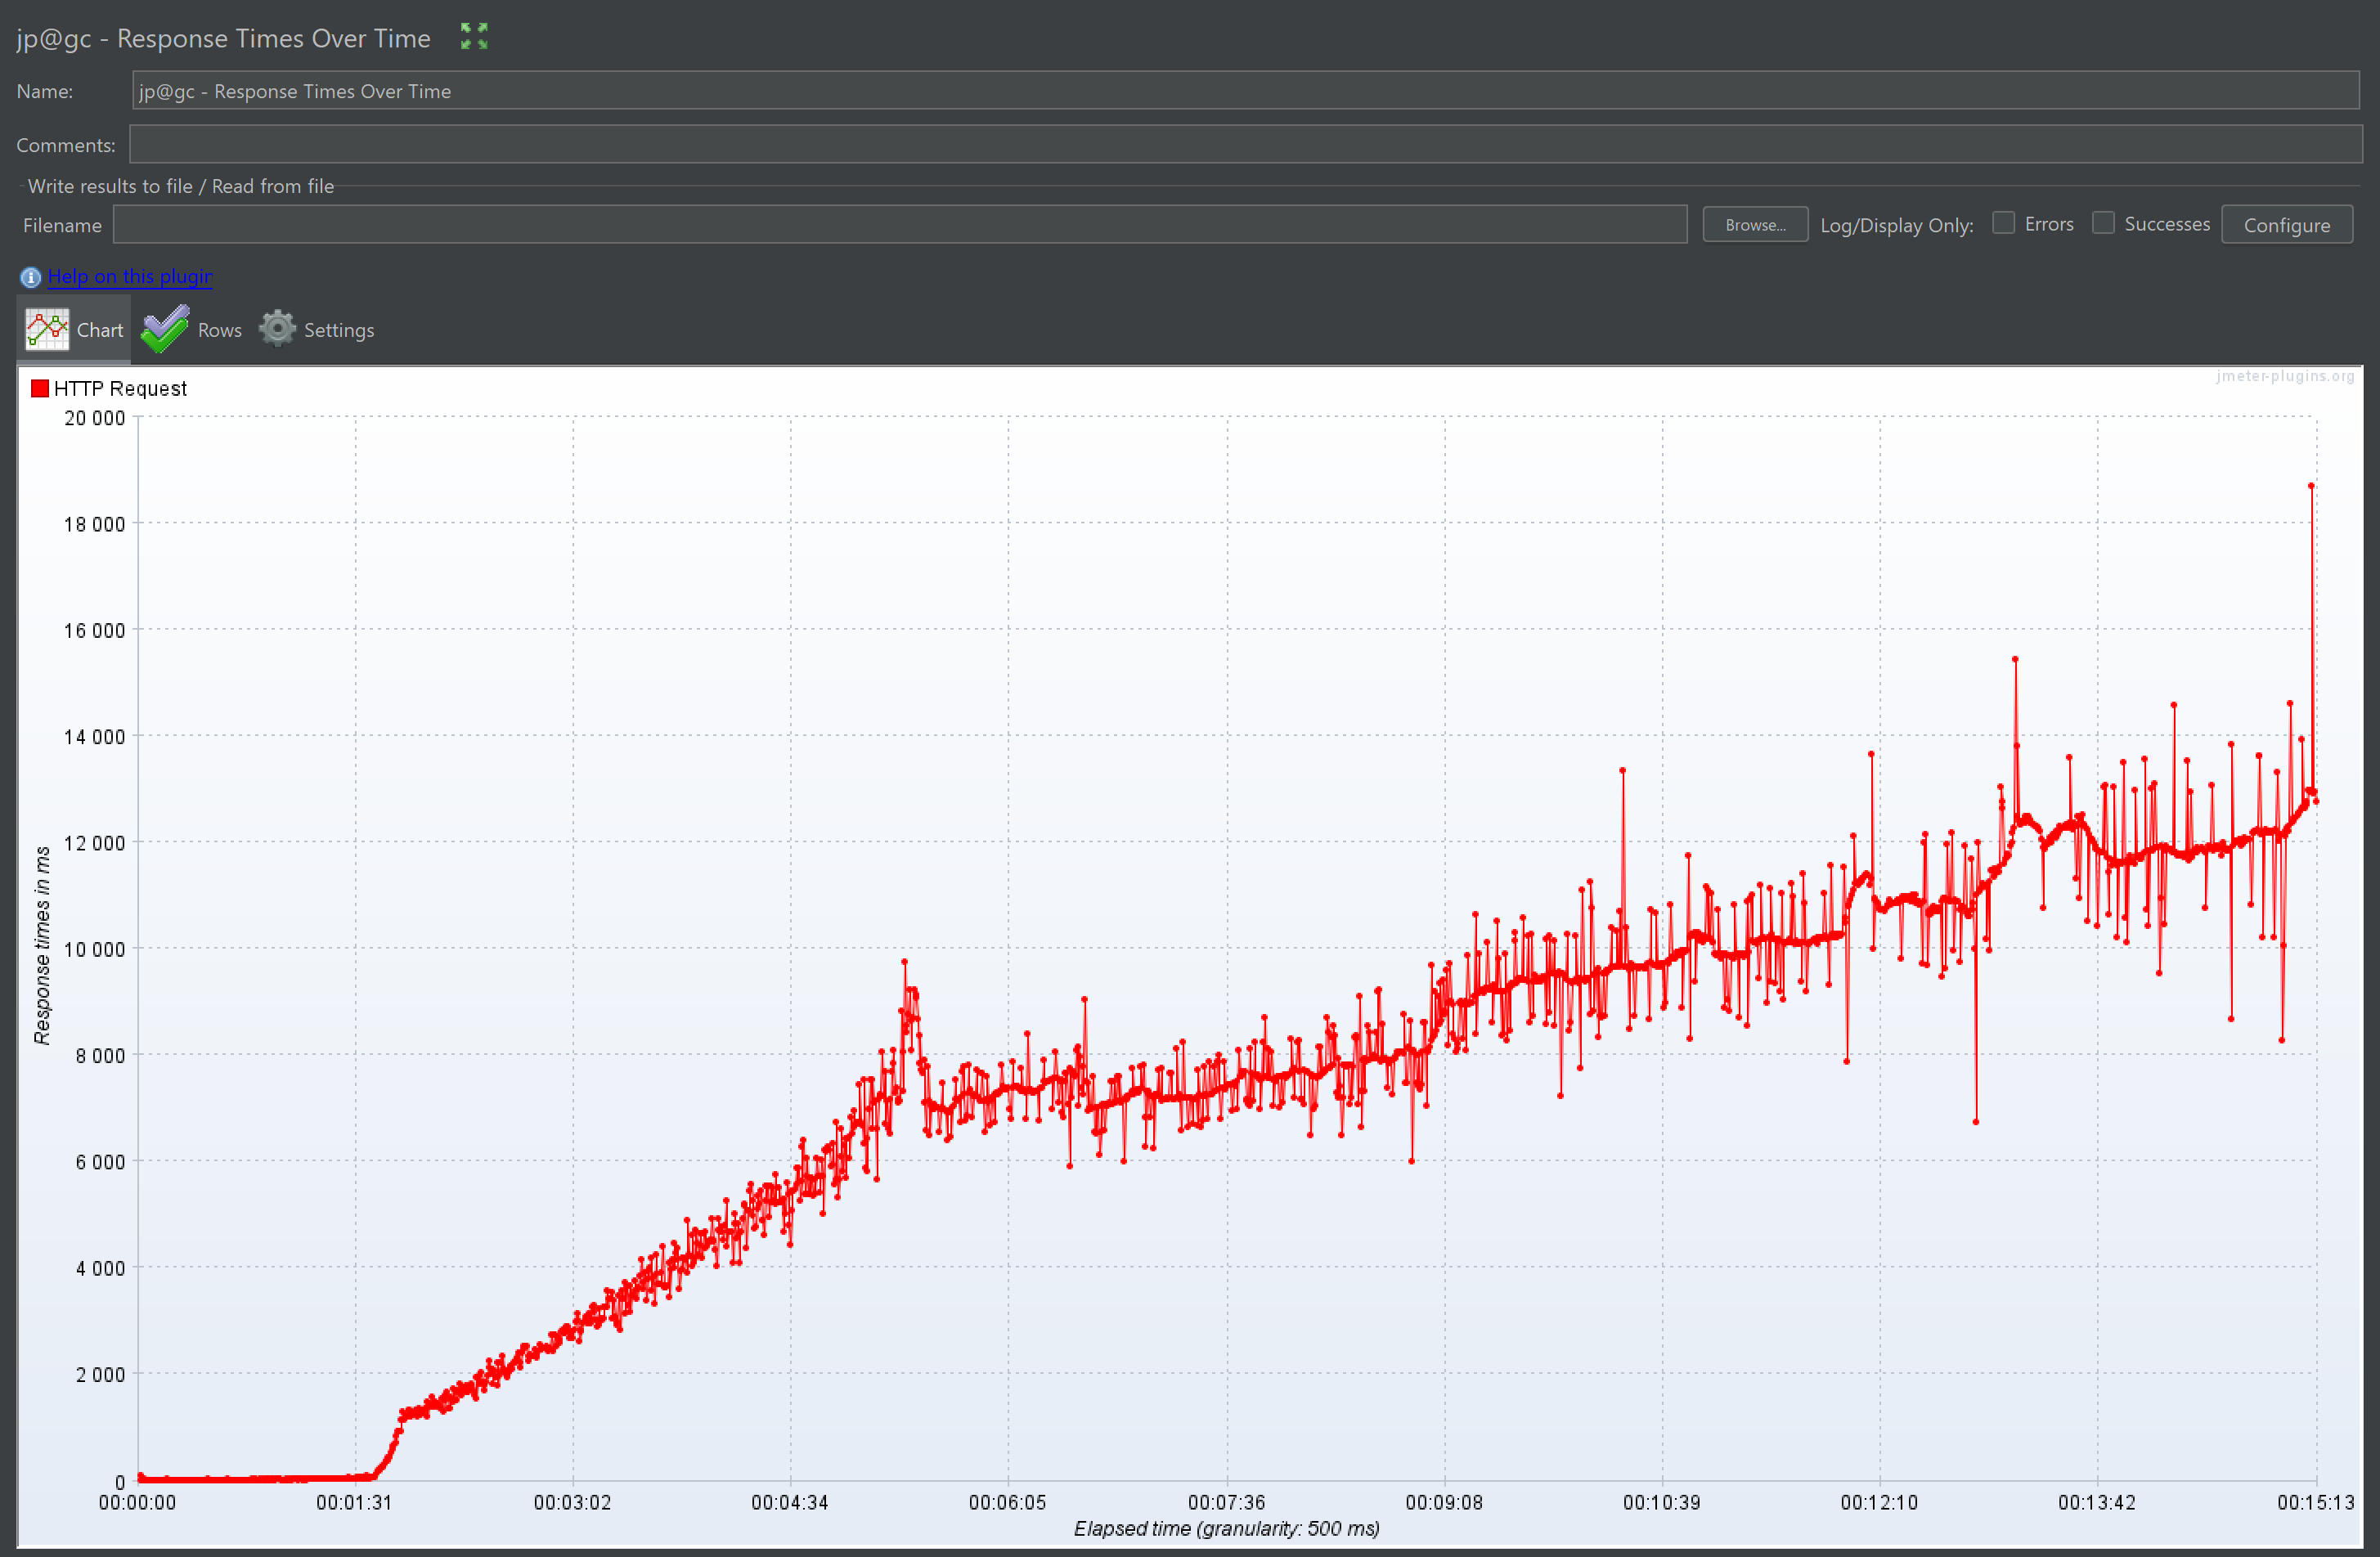 jp@gc - Response Times Over Time
Name: jp@gc - Response Times Over Time
Comments:
Write results to file / Read from file
Filename Browse... Log/Display Only: Errors Successes Configure
Help on this plugin
Chart Rows Settings
jmeter-plugins.org
HTTP Request
20 000
18 000
16 000
14 000
12 000
10 000
8 000
6 000
4 000
2 000
0
Response times in ms
00:00:00 00:01:31 00:03:02 00:04:34 00:06:05 00:07:36 00:09:08 00:10:39 00:12:10 00:13:42 00:15:13
Elapsed time (granularity: 500 ms)